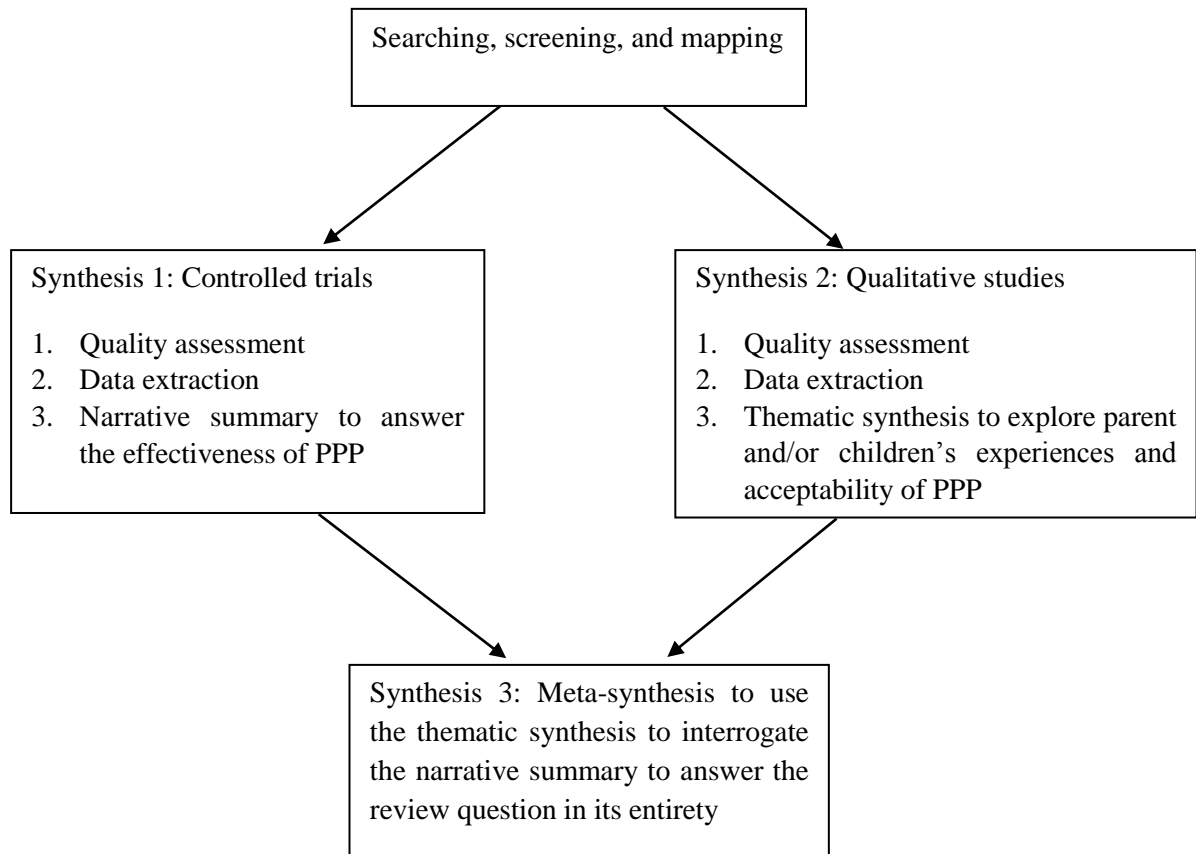 Searching, screening, and mapping
Synthesis 1: Controlled trials
1. Quality assessment
2. Data extraction
3. Narrative summary to answer
the effectiveness of PPP
Synthesis 2: Qualitative studies
1. Quality assessment
2. Data extraction
3. Thematic synthesis to explore parent
and/or children’s experiences and
acceptability of PPP
Synthesis 3: Meta-synthesis to use
the thematic synthesis to interrogate
the narrative summary to answer the
review question in its entirety